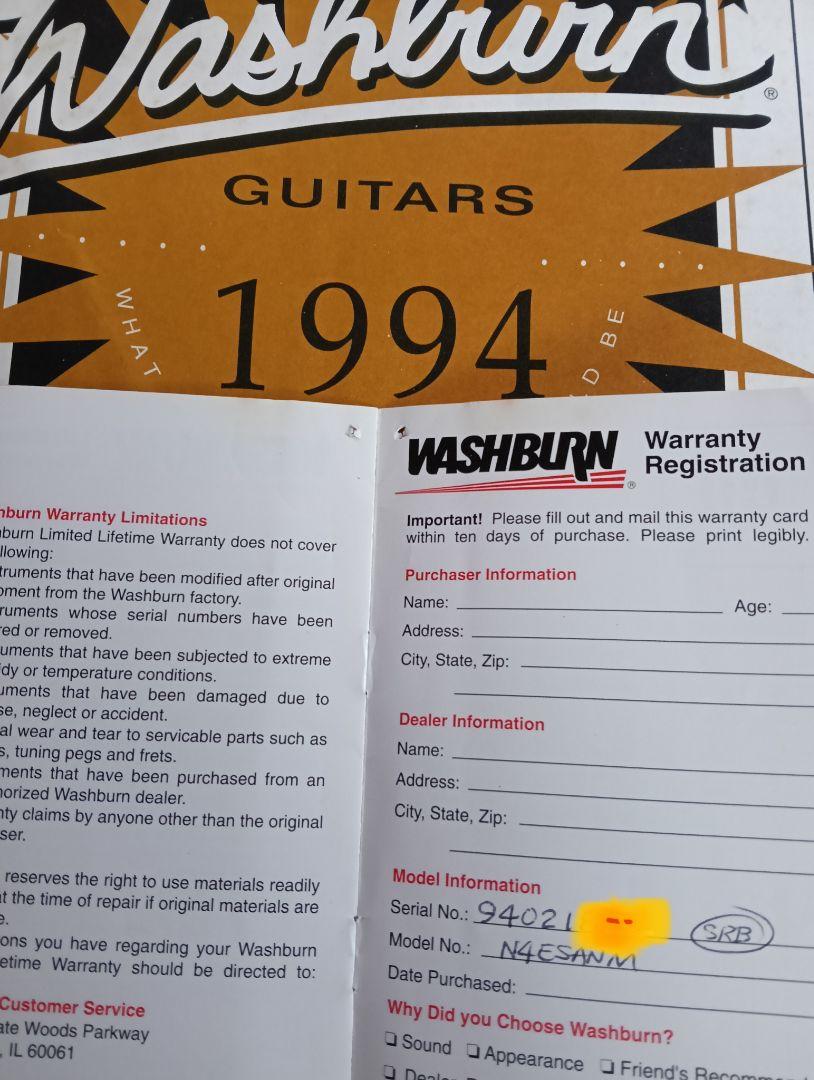 Washburn®
GUITARS
1994
WHAT
D BE
nburn Warranty Limitations
burn Limited Lifetime Warranty does not cover
llowing:
truments that have been modified after original
pment from the Washburn factory.
ruments whose serial numbers have been
red or removed.
uments that have been subjected to extreme
idy or temperature conditions.
uments that have been damaged due to
se, neglect or accident.
al wear and tear to servicable parts such as
s, tuning pegs and frets.
ments that have been purchased from an
horized Washburn dealer.
nty claims by anyone other than the original
ser.
reserves the right to use materials readily
at the time of repair if original materials are
e.
ons you have regarding your Washburn
etime Warranty should be directed to:
Customer Service
ate Woods Parkway
, IL 60061
WASHBURN®
Warranty
Registration
Important! Please fill out and mail this warranty card
within ten days of purchase. Please print legibly.
Purchaser Information
Name: Age:
Address:
City, State, Zip:
Dealer Information
Name:
Address:
City, State, Zip:
Model Information
Serial No.: 94021 -- SRB
Model No.: N4ESANM
Date Purchased:
Why Did you Choose Washburn?
Sound Appearance Friend's Recomm
Deale